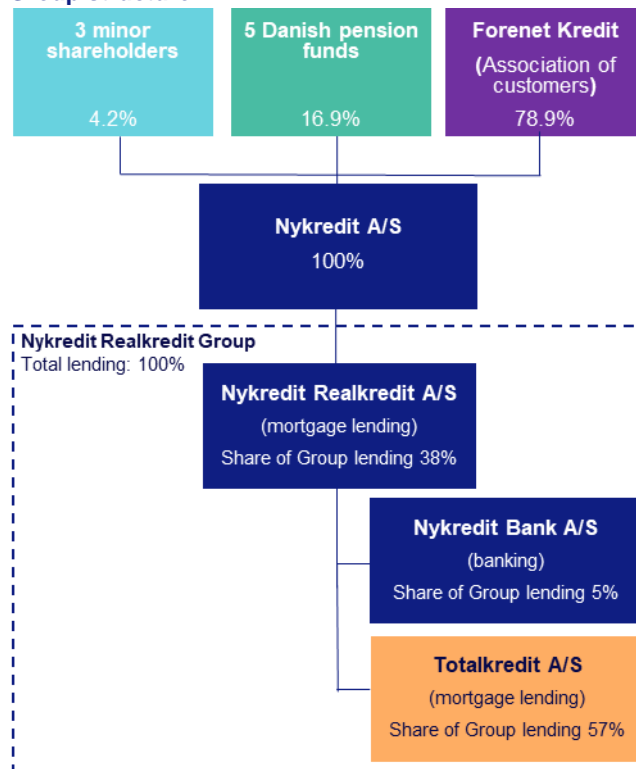 3 minor
shareholders
4.2%
5 Danish pension
funds
16.9%
Forenet Kredit
(Association of
customers)
78.9%
Nykredit A/S
100%
Nykredit Realkredit Group
Total lending: 100%
Nykredit Realkredit A/S
(mortgage lending)
Share of Group lending 38%
Nykredit Bank A/S
(banking)
Share of Group lending 5%
Totalkredit A/S
(mortgage lending)
Share of Group lending 57%